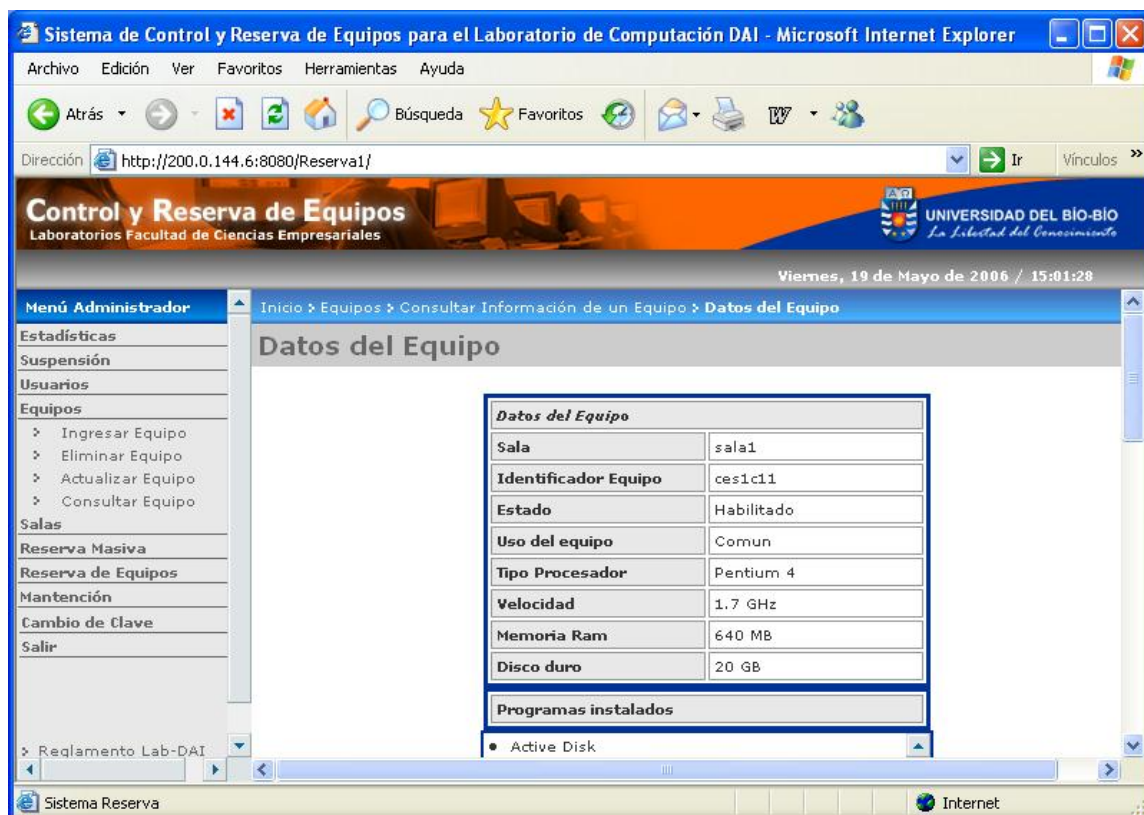 Sistema de Control y Reserva de Equipos para el Laboratorio de Computación DAI - Microsoft Internet Explorer
Archivo Edición Ver Favoritos Herramientas Ayuda
Atrás Búsqueda Favoritos
Dirección http://200.0.144.6:8080/Reserva1/ Ir Vínculos »
Control y Reserva de Equipos
Laboratorios Facultad de Ciencias Empresariales
UNIVERSIDAD DEL BÍO-BÍO
La Libertad del Conocimiento
Viernes, 19 de Mayo de 2006 / 15:01:28
Menú Administrador
Estadísticas
Suspensión
Usuarios
Equipos
Ingresar Equipo
Eliminar Equipo
Actualizar Equipo
Consultar Equipo
Salas
Reserva Masiva
Reserva de Equipos
Mantención
Cambio de Clave
Salir
Reglamento Lab-DAI
Inicio > Equipos > Consultar Información de un Equipo > Datos del Equipo
Datos del Equipo
Datos del Equipo
Sala sala1
Identificador Equipo ces1c11
Estado Habilitado
Uso del equipo Comun
Tipo Procesador Pentium 4
Velocidad 1.7 GHz
Memoria Ram 640 MB
Disco duro 20 GB
Programas instalados
• Active Disk
Sistema Reserva Internet